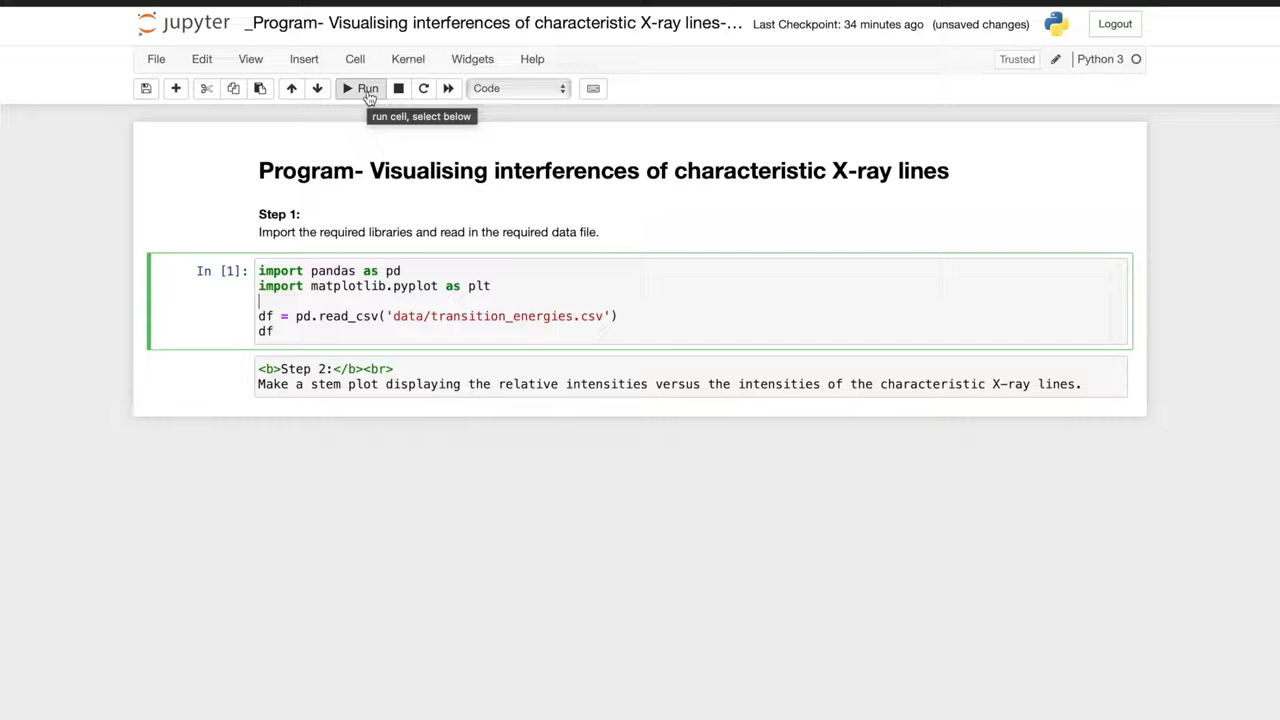 jupyter _Program- Visualising interferences of characteristic X-ray lines-... Last Checkpoint: 34 minutes ago (unsaved changes) Logout
File Edit View Insert Cell Kernel Widgets Help Trusted Python 3
Run Code
run cell, select below
Program- Visualising interferences of characteristic X-ray lines
Step 1:
Import the required libraries and read in the required data file.
In [1]: import pandas as pd
import matplotlib.pyplot as plt
df = pd.read_csv('data/transition_energies.csv')
df
<b>Step 2:</b><br>
Make a stem plot displaying the relative intensities versus the intensities of the characteristic X-ray lines.